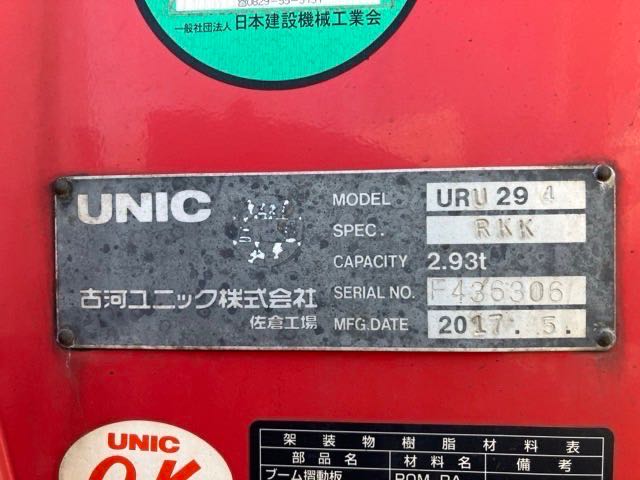 一般社団法人 日本建設機械工業会
UNIC
古河ユニック株式会社
佐倉工場
MODEL URU294
SPEC. RKK
CAPACITY 2.93t
SERIAL NO. F436306
MFG.DATE 2017.5.
UNIC
O.K
架装物樹脂材料表
部品名 材料名 備考
ブーム摺動板